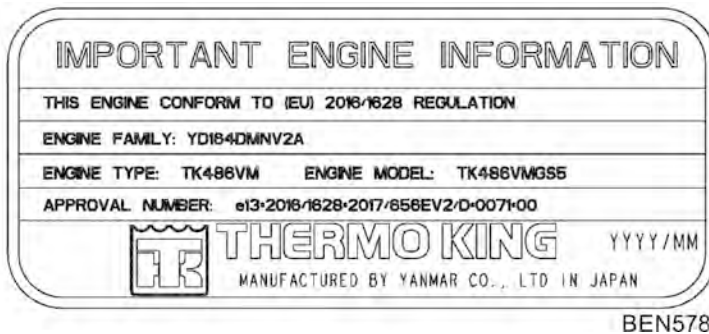 IMPORTANT ENGINE INFORMATION
THIS ENGINE CONFORM TO (EU) 2016/1628 REGULATION
ENGINE FAMILY: YD164DMNV2A
ENGINE TYPE: TK486VM ENGINE MODEL: TK486VMGS5
APPROVAL NUMBER: e13*2016/1628*2017/656EV2/D*0071*00
TK THERMO KING YYYY/MM
MANUFACTURED BY YANMAR CO., LTD IN JAPAN
BEN578